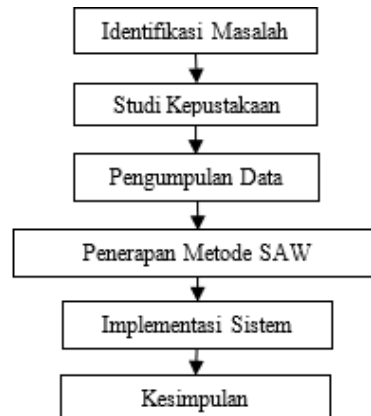 Identifikasi Masalah
Studi Kepustakaan
Pengumpulan Data
Penerapan Metode SAW
Implementasi Sistem
Kesimpulan